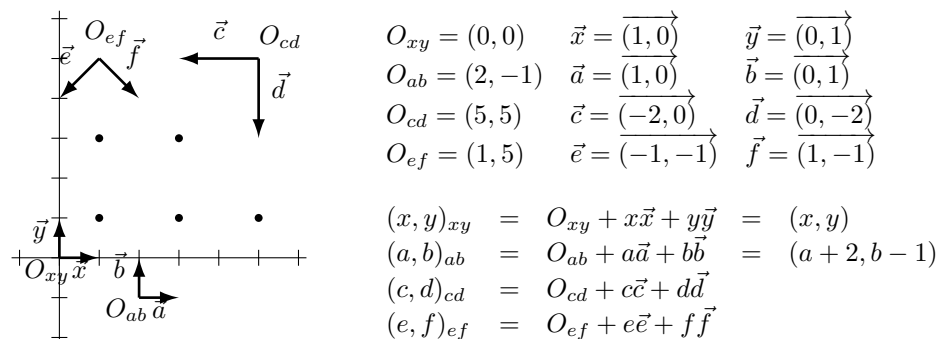 O_{ef} \vec{c} O_{cd}
\vec{e} \vec{f}
\vec{d}
\vec{y}
O_{xy} \vec{x} \vec{b}
O_{ab} \vec{a}
O_{xy} = (0, 0) \vec{x} = \overrightarrow{(1, 0)} \vec{y} = \overrightarrow{(0, 1)}
O_{ab} = (2, −1) \vec{a} = \overrightarrow{(1, 0)} \vec{b} = \overrightarrow{(0, 1)}
O_{cd} = (5, 5) \vec{c} = \overrightarrow{(−2, 0)} \vec{d} = \overrightarrow{(0, −2)}
O_{ef} = (1, 5) \vec{e} = \overrightarrow{(−1, −1)} \vec{f} = \overrightarrow{(1, −1)}
(x, y)_{xy} = O_{xy} + x\vec{x} + y\vec{y} = (x, y)
(a, b)_{ab} = O_{ab} + a\vec{a} + b\vec{b} = (a + 2, b − 1)
(c, d)_{cd} = O_{cd} + c\vec{c} + d\vec{d}
(e, f)_{ef} = O_{ef} + e\vec{e} + f\vec{f}